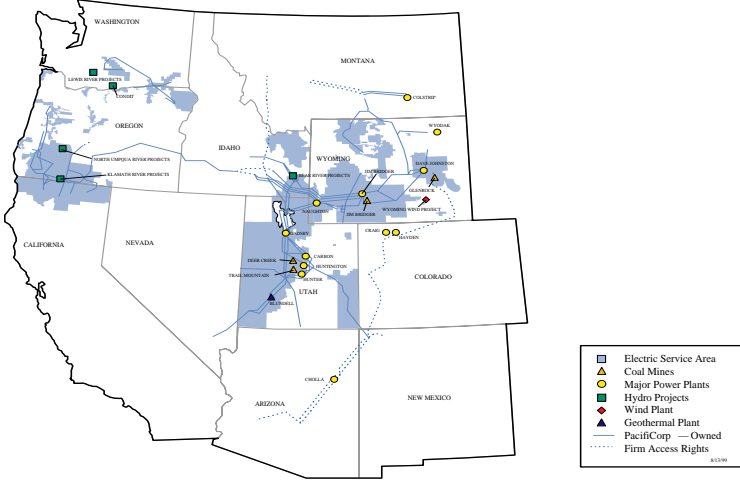 WASHINGTON
MONTANA
LEWIS RIVER PROJECTS
CONDIT
COLSTRIP
OREGON
WYODAK
IDAHO
NORTH UMPQUA RIVER PROJECTS
WYOMING
DAVE JOHNSTON
JIM BRIDGER
KLAMATH RIVER PROJECTS
BEAR RIVER PROJECTS
GLENROCK
WYOMING WIND PROJECT
NAUGHTON
JIM BRIDGER
GADSBY
CRAIG
HAYDEN
CALIFORNIA
NEVADA
CARBON
DEER CREEK
HUNTINGTON
TRAIL MOUNTAIN
HUNTER
COLORADO
UTAH
BLUNDELL
CHOLLA
ARIZONA
NEW MEXICO
Electric Service Area
Coal Mines
Major Power Plants
Hydro Projects
Wind Plant
Geothermal Plant
PacifiCorp — Owned
Firm Access Rights
8/13/99